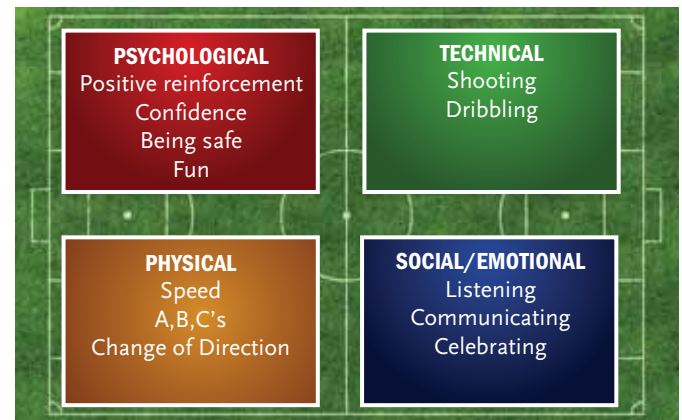 PSYCHOLOGICAL
Positive reinforcement
Confidence
Being safe
Fun
TECHNICAL
Shooting
Dribbling
PHYSICAL
Speed
A,B,C's
Change of Direction
SOCIAL/EMOTIONAL
Listening
Communicating
Celebrating